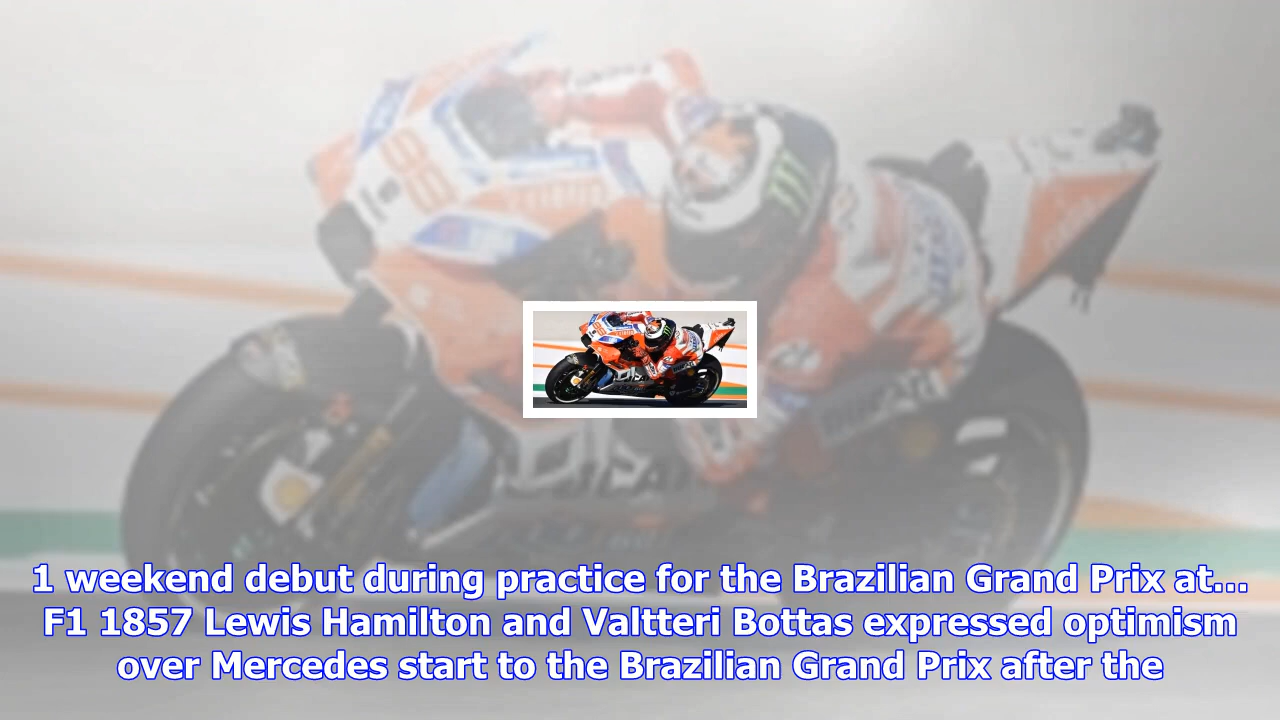 99
1 weekend debut during practice for the Brazilian Grand Prix at...
F1 1857 Lewis Hamilton and Valtteri Bottas expressed optimism
over Mercedes start to the Brazilian Grand Prix after the